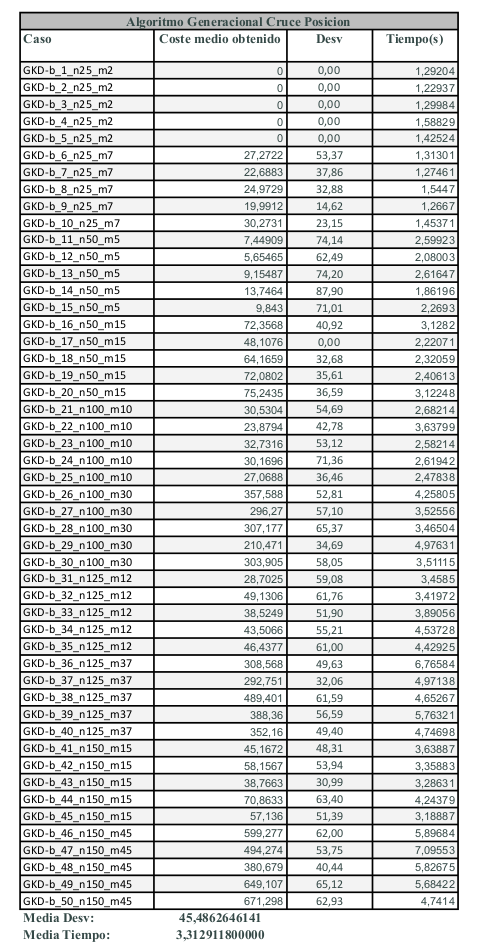 Algoritmo Generacional Cruce Posicion
Caso Coste medio obtenido Desv Tiempo(s)
GKD-b_1_n25_m2 0 0,00 1,29204
GKD-b_2_n25_m2 0 0,00 1,22937
GKD-b_3_n25_m2 0 0,00 1,29984
GKD-b_4_n25_m2 0 0,00 1,58829
GKD-b_5_n25_m2 0 0,00 1,42524
GKD-b_6_n25_m7 27,2722 53,37 1,31301
GKD-b_7_n25_m7 22,6883 37,86 1,27461
GKD-b_8_n25_m7 24,9729 32,88 1,5447
GKD-b_9_n25_m7 19,9912 14,62 1,2667
GKD-b_10_n25_m7 30,2731 23,15 1,45371
GKD-b_11_n50_m5 7,44909 74,14 2,59923
GKD-b_12_n50_m5 5,65465 62,49 2,08003
GKD-b_13_n50_m5 9,15487 74,20 2,61647
GKD-b_14_n50_m5 13,7464 87,90 1,86196
GKD-b_15_n50_m5 9,843 71,01 2,2693
GKD-b_16_n50_m15 72,3568 40,92 3,1282
GKD-b_17_n50_m15 48,1076 0,00 2,22071
GKD-b_18_n50_m15 64,1659 32,68 2,32059
GKD-b_19_n50_m15 72,0802 35,61 2,40613
GKD-b_20_n50_m15 75,2435 36,59 3,12248
GKD-b_21_n100_m10 30,5304 54,69 2,68214
GKD-b_22_n100_m10 23,8794 42,78 3,63799
GKD-b_23_n100_m10 32,7316 53,12 2,58214
GKD-b_24_n100_m10 30,1696 71,36 2,61942
GKD-b_25_n100_m10 27,0688 36,46 2,47838
GKD-b_26_n100_m30 357,588 52,81 4,25805
GKD-b_27_n100_m30 296,27 57,10 3,52556
GKD-b_28_n100_m30 307,177 65,37 3,46504
GKD-b_29_n100_m30 210,471 34,69 4,97631
GKD-b_30_n100_m30 303,905 58,05 3,51115
GKD-b_31_n125_m12 28,7025 59,08 3,4585
GKD-b_32_n125_m12 49,1306 61,76 3,41972
GKD-b_33_n125_m12 38,5249 51,90 3,89056
GKD-b_34_n125_m12 43,5066 55,21 4,53728
GKD-b_35_n125_m12 46,4377 61,00 4,42925
GKD-b_36_n125_m37 308,568 49,63 6,76584
GKD-b_37_n125_m37 292,751 32,06 4,97138
GKD-b_38_n125_m37 489,401 61,59 4,65267
GKD-b_39_n125_m37 388,36 56,59 5,76321
GKD-b_40_n125_m37 352,16 49,40 4,74698
GKD-b_41_n150_m15 45,1672 48,31 3,63887
GKD-b_42_n150_m15 58,1567 53,94 3,35883
GKD-b_43_n150_m15 38,7663 30,99 3,28631
GKD-b_44_n150_m15 70,8633 63,40 4,24379
GKD-b_45_n150_m15 57,136 51,39 3,18887
GKD-b_46_n150_m45 599,277 62,00 5,89684
GKD-b_47_n150_m45 494,274 53,75 7,09553
GKD-b_48_n150_m45 380,679 40,44 5,82675
GKD-b_49_n150_m45 649,107 65,12 5,68422
GKD-b_50_n150_m45 671,298 62,93 4,7414
Media Desv: 45,4862646141
Media Tiempo: 3,312911800000